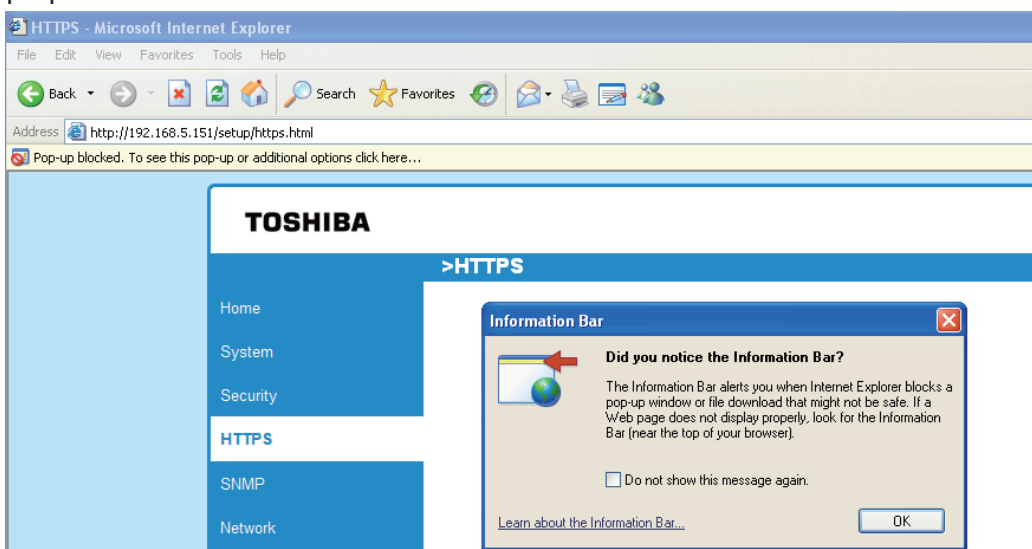 HTTPS - Microsoft Internet Explorer
File Edit View Favorites Tools Help
Back Search Favorites
Address http://192.168.5.151/setup/https.html
Pop-up blocked. To see this pop-up or additional options click here...
TOSHIBA
>HTTPS
Home
System
Security
HTTPS
SNMP
Network
Information Bar
Did you notice the Information Bar?
The Information Bar alerts you when Internet Explorer blocks a
pop-up window or file download that might not be safe. If a
Web page does not display properly, look for the Information
Bar (near the top of your browser).
Do not show this message again.
Learn about the Information Bar...
OK